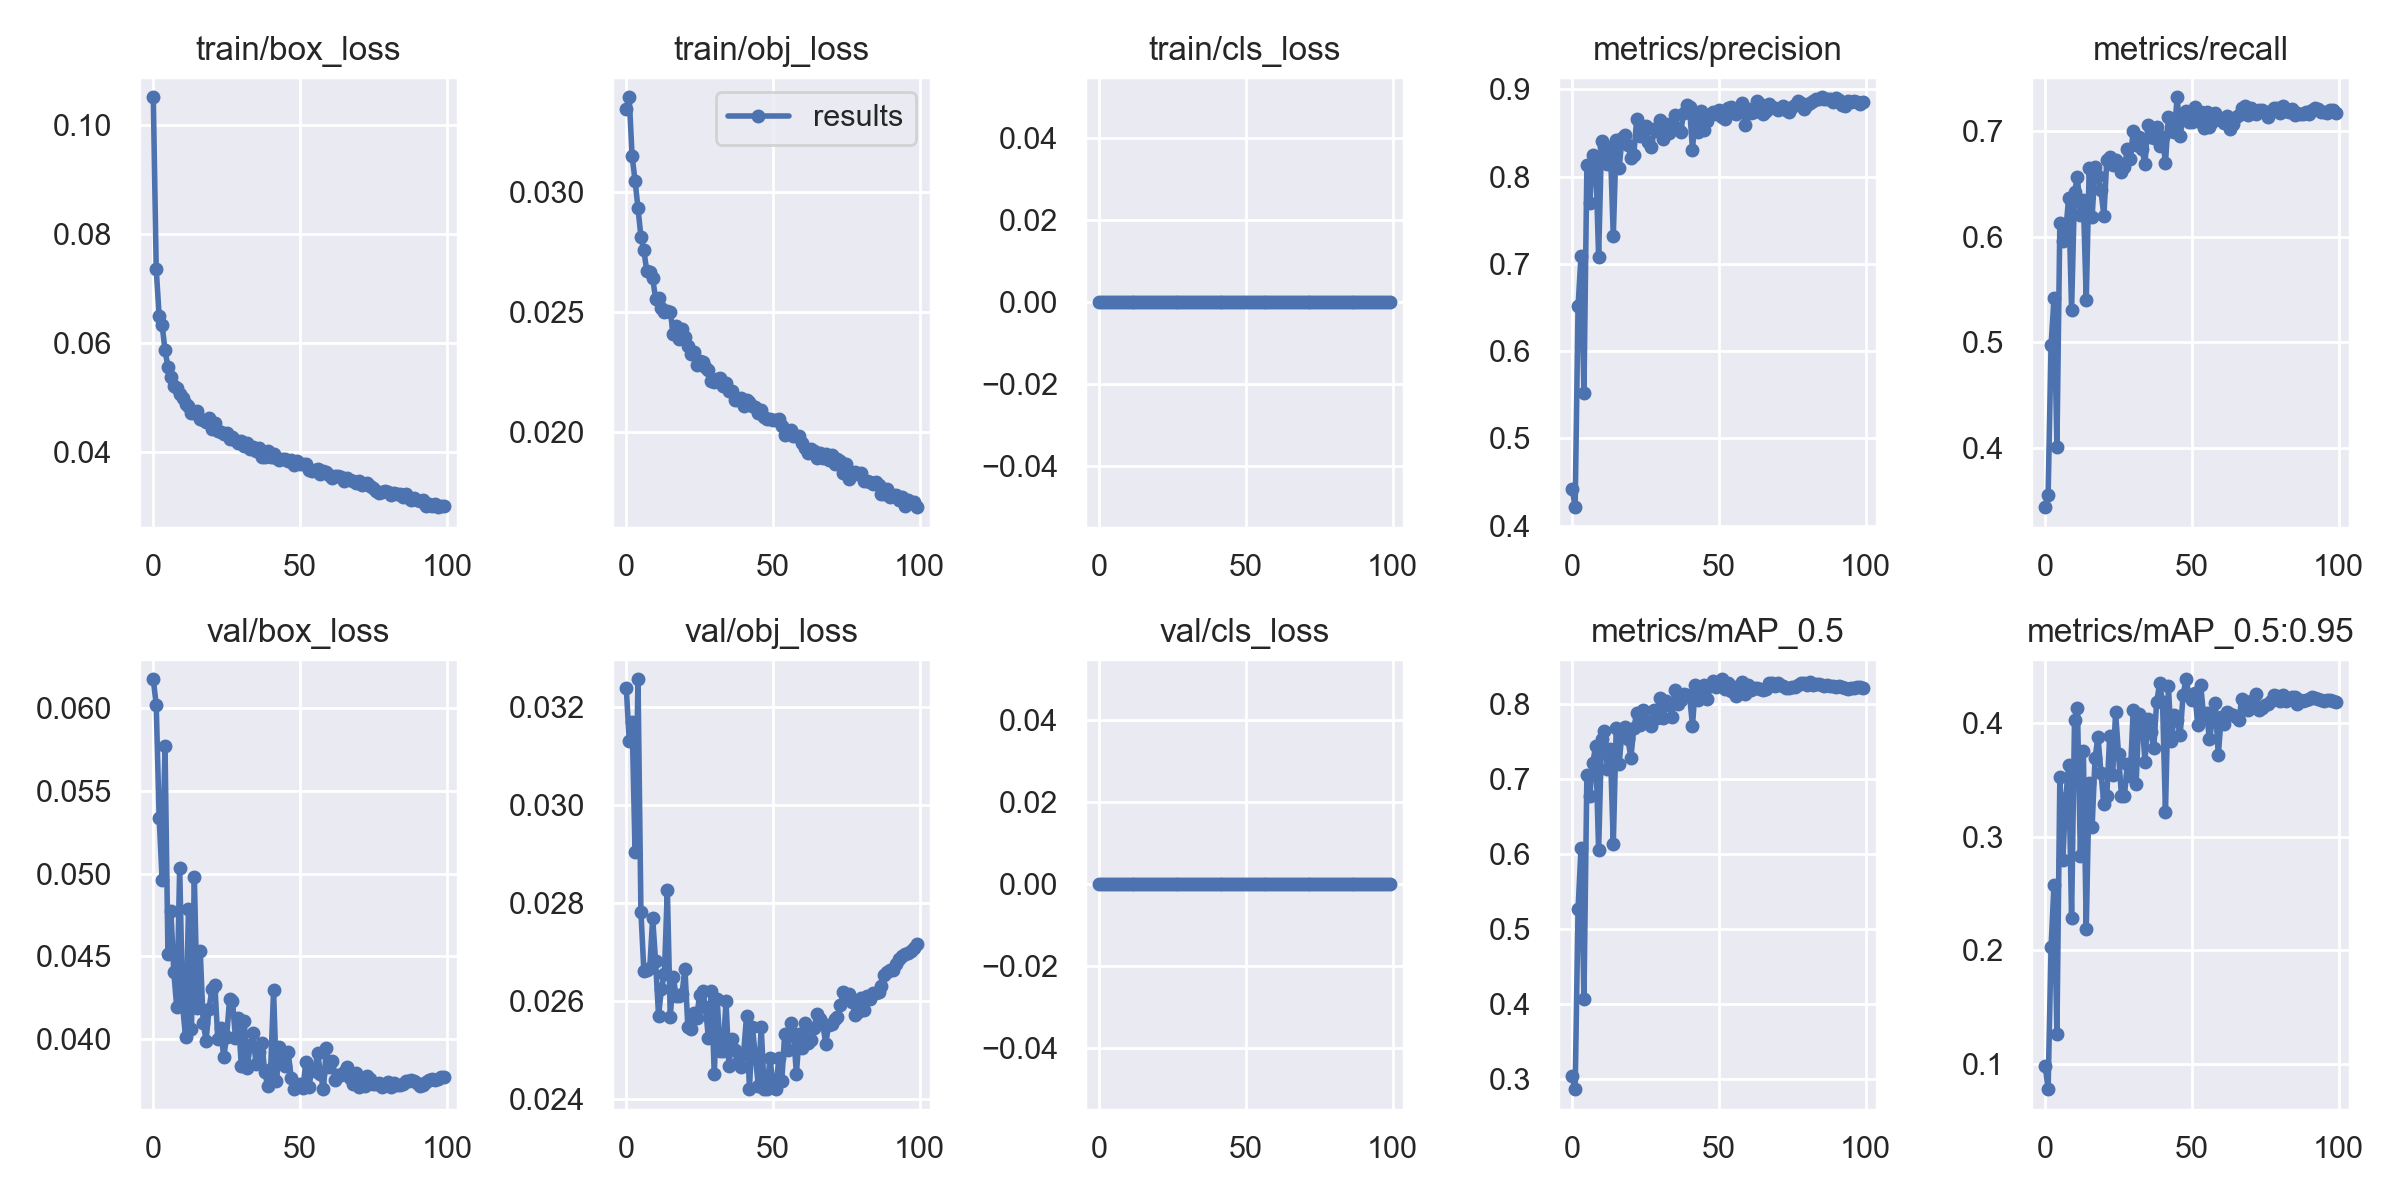 train/box_loss
0.10
0.08
0.06
0.04
0 50 100
train/obj_loss
results
0.030
0.025
0.020
0 50 100
train/cls_loss
0.04
0.02
0.00
−0.02
−0.04
0 50 100
metrics/precision
0.9
0.8
0.7
0.6
0.5
0.4
0 50 100
metrics/recall
0.7
0.6
0.5
0.4
0 50 100
val/box_loss
0.060
0.055
0.050
0.045
0.040
0 50 100
val/obj_loss
0.032
0.030
0.028
0.026
0.024
0 50 100
val/cls_loss
0.04
0.02
0.00
−0.02
−0.04
0 50 100
metrics/mAP_0.5
0.8
0.7
0.6
0.5
0.4
0.3
0 50 100
metrics/mAP_0.5:0.95
0.4
0.3
0.2
0.1
0 50 100